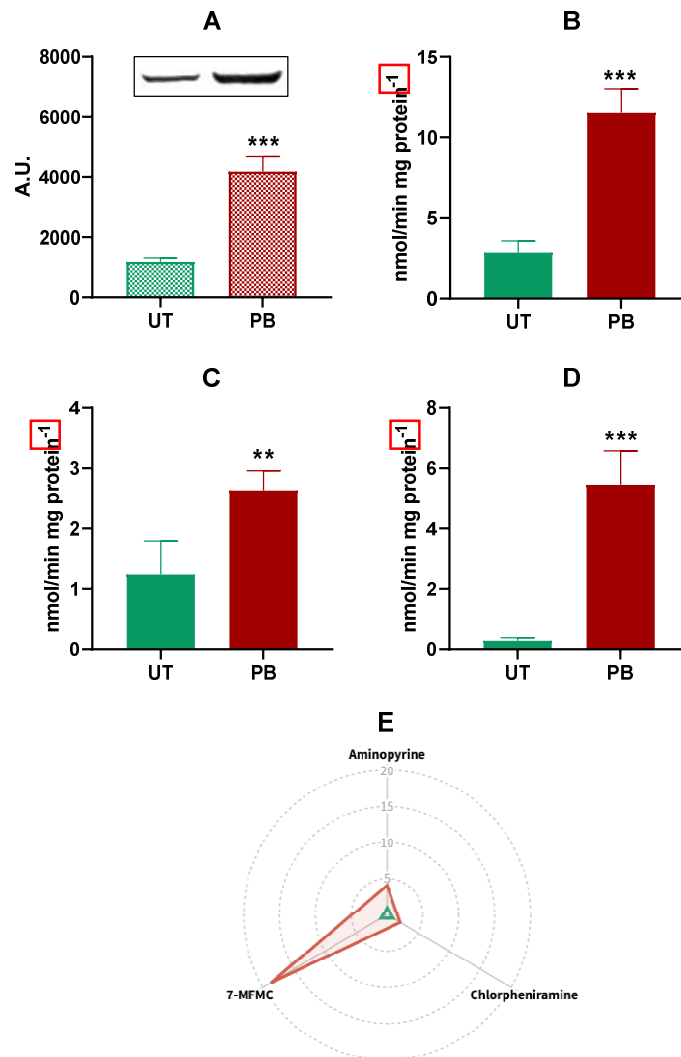 A
B
8000
6000
4000
2000
0
A.U.
***
UT
PB
15
10
5
0
nmol/min mg protein-1
***
UT
PB
C
D
4
3
2
1
0
nmol/min mg protein-1
**
UT
PB
8
6
4
2
0
nmol/min mg protein-1
***
UT
PB
E
Aminopyrine
20
15
10
5
7-MFMC
Chlorpheniramine